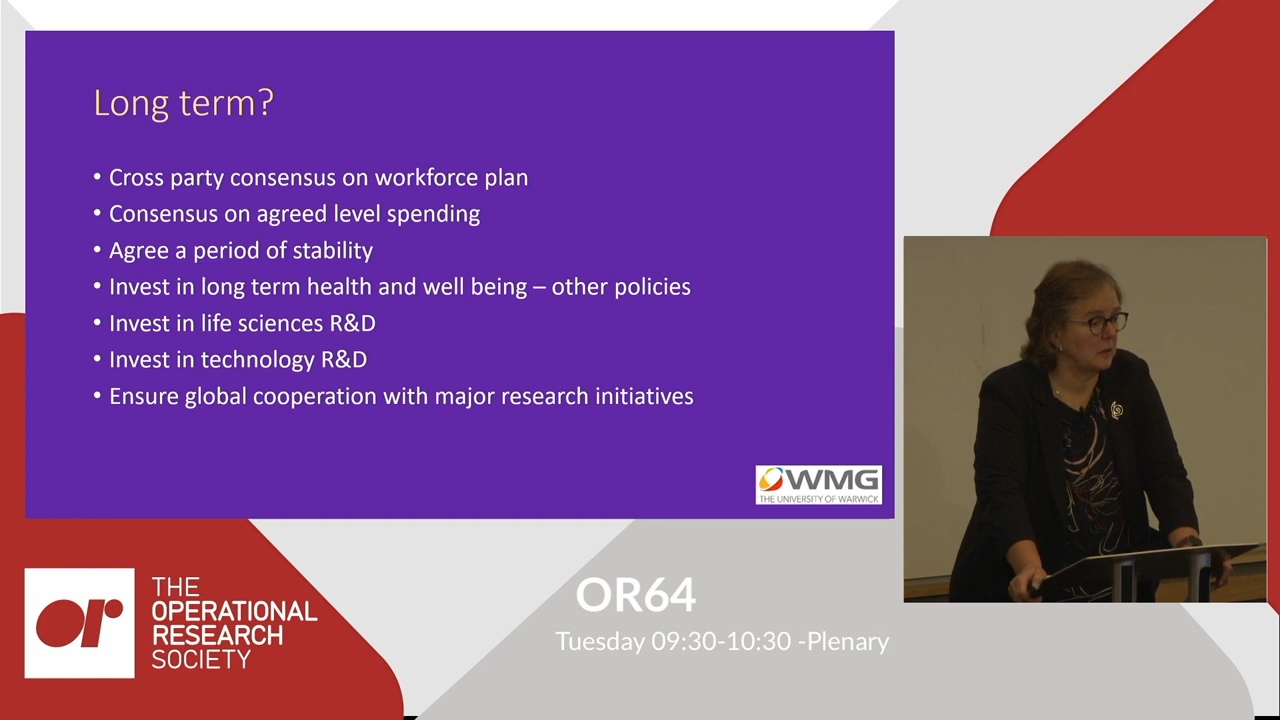 Long term?
• Cross party consensus on workforce plan
• Consensus on agreed level spending
• Agree a period of stability
• Invest in long term health and well being – other policies
• Invest in life sciences R&D
• Invest in technology R&D
• Ensure global cooperation with major research initiatives
WMG
THE UNIVERSITY OF WARWICK
or
THE
OPERATIONAL
RESEARCH
SOCIETY
OR64
Tuesday 09:30-10:30 -Plenary